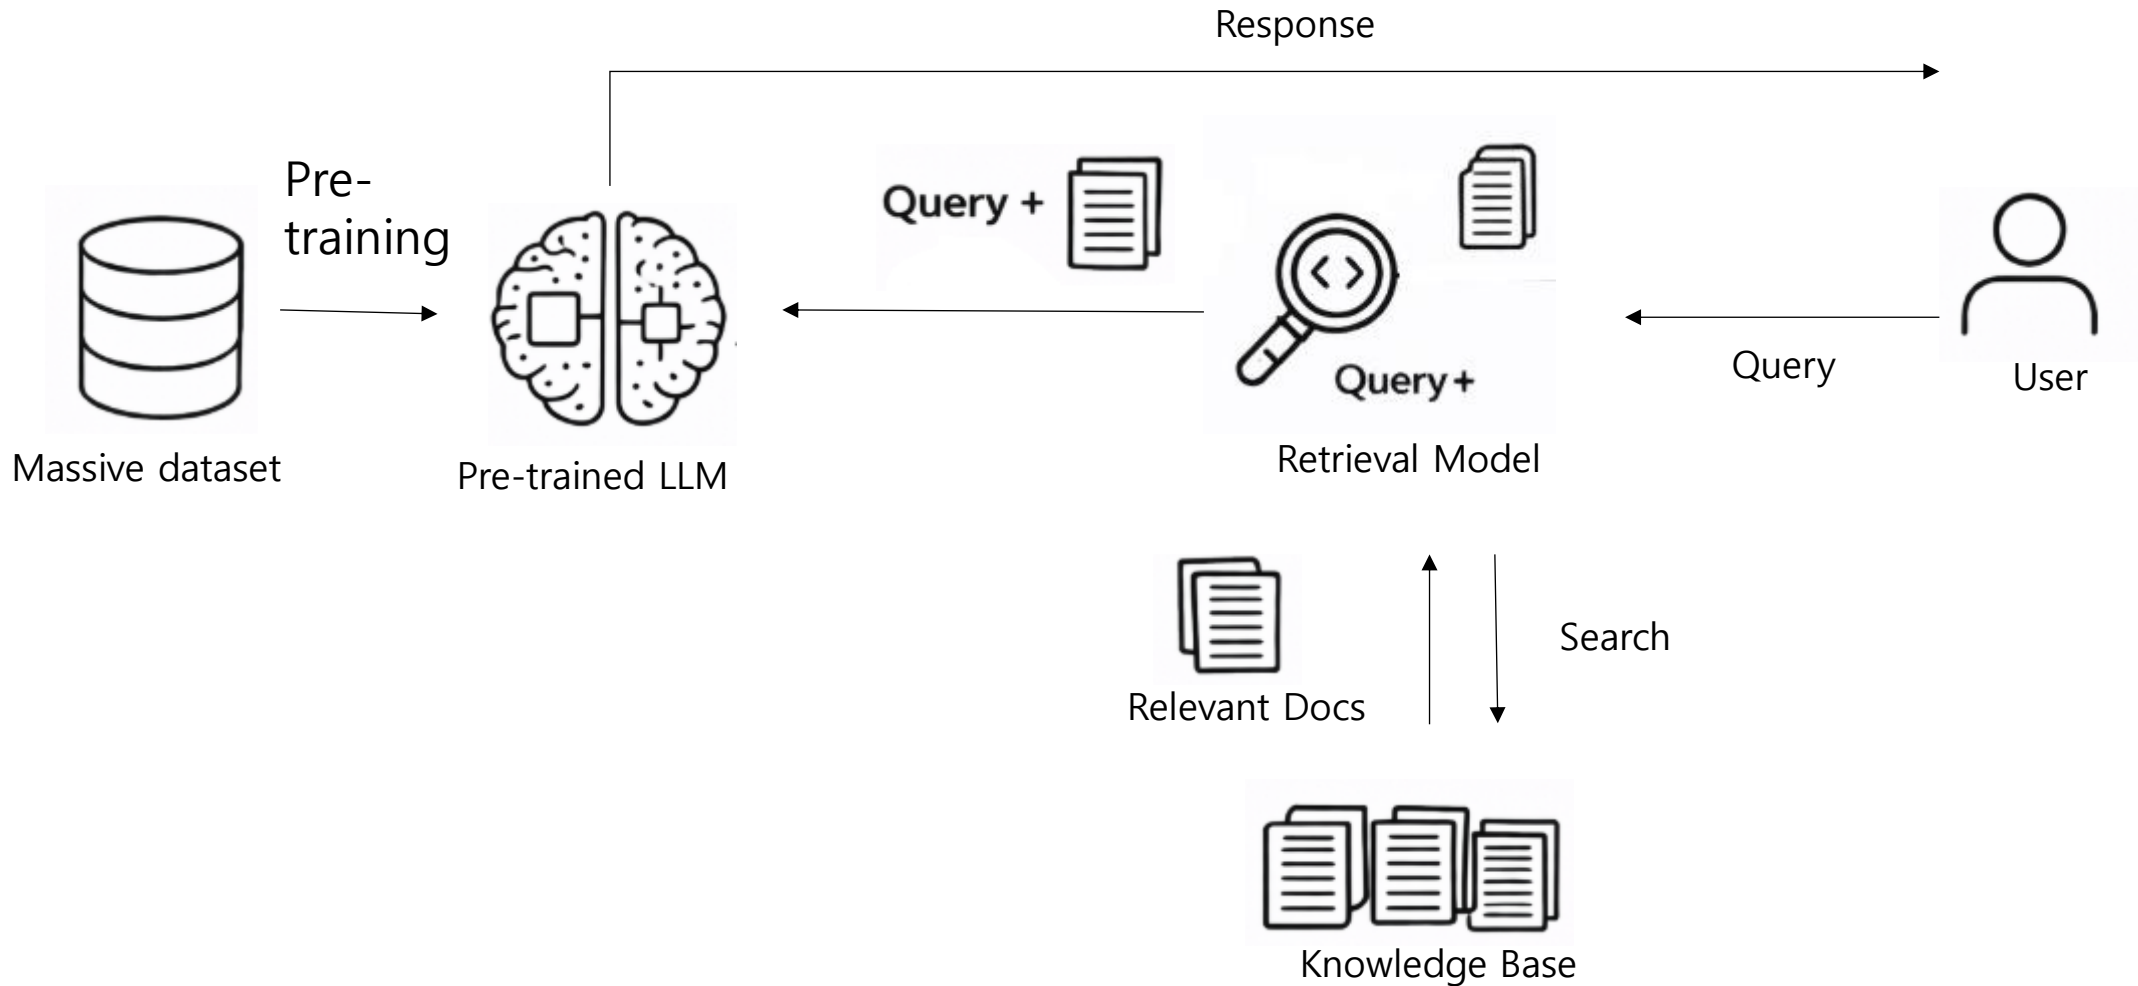 Response
Pre-
training
Query +
Query +
Query
User
Massive dataset
Pre-trained LLM
Retrieval Model
Search
Relevant Docs
Knowledge Base